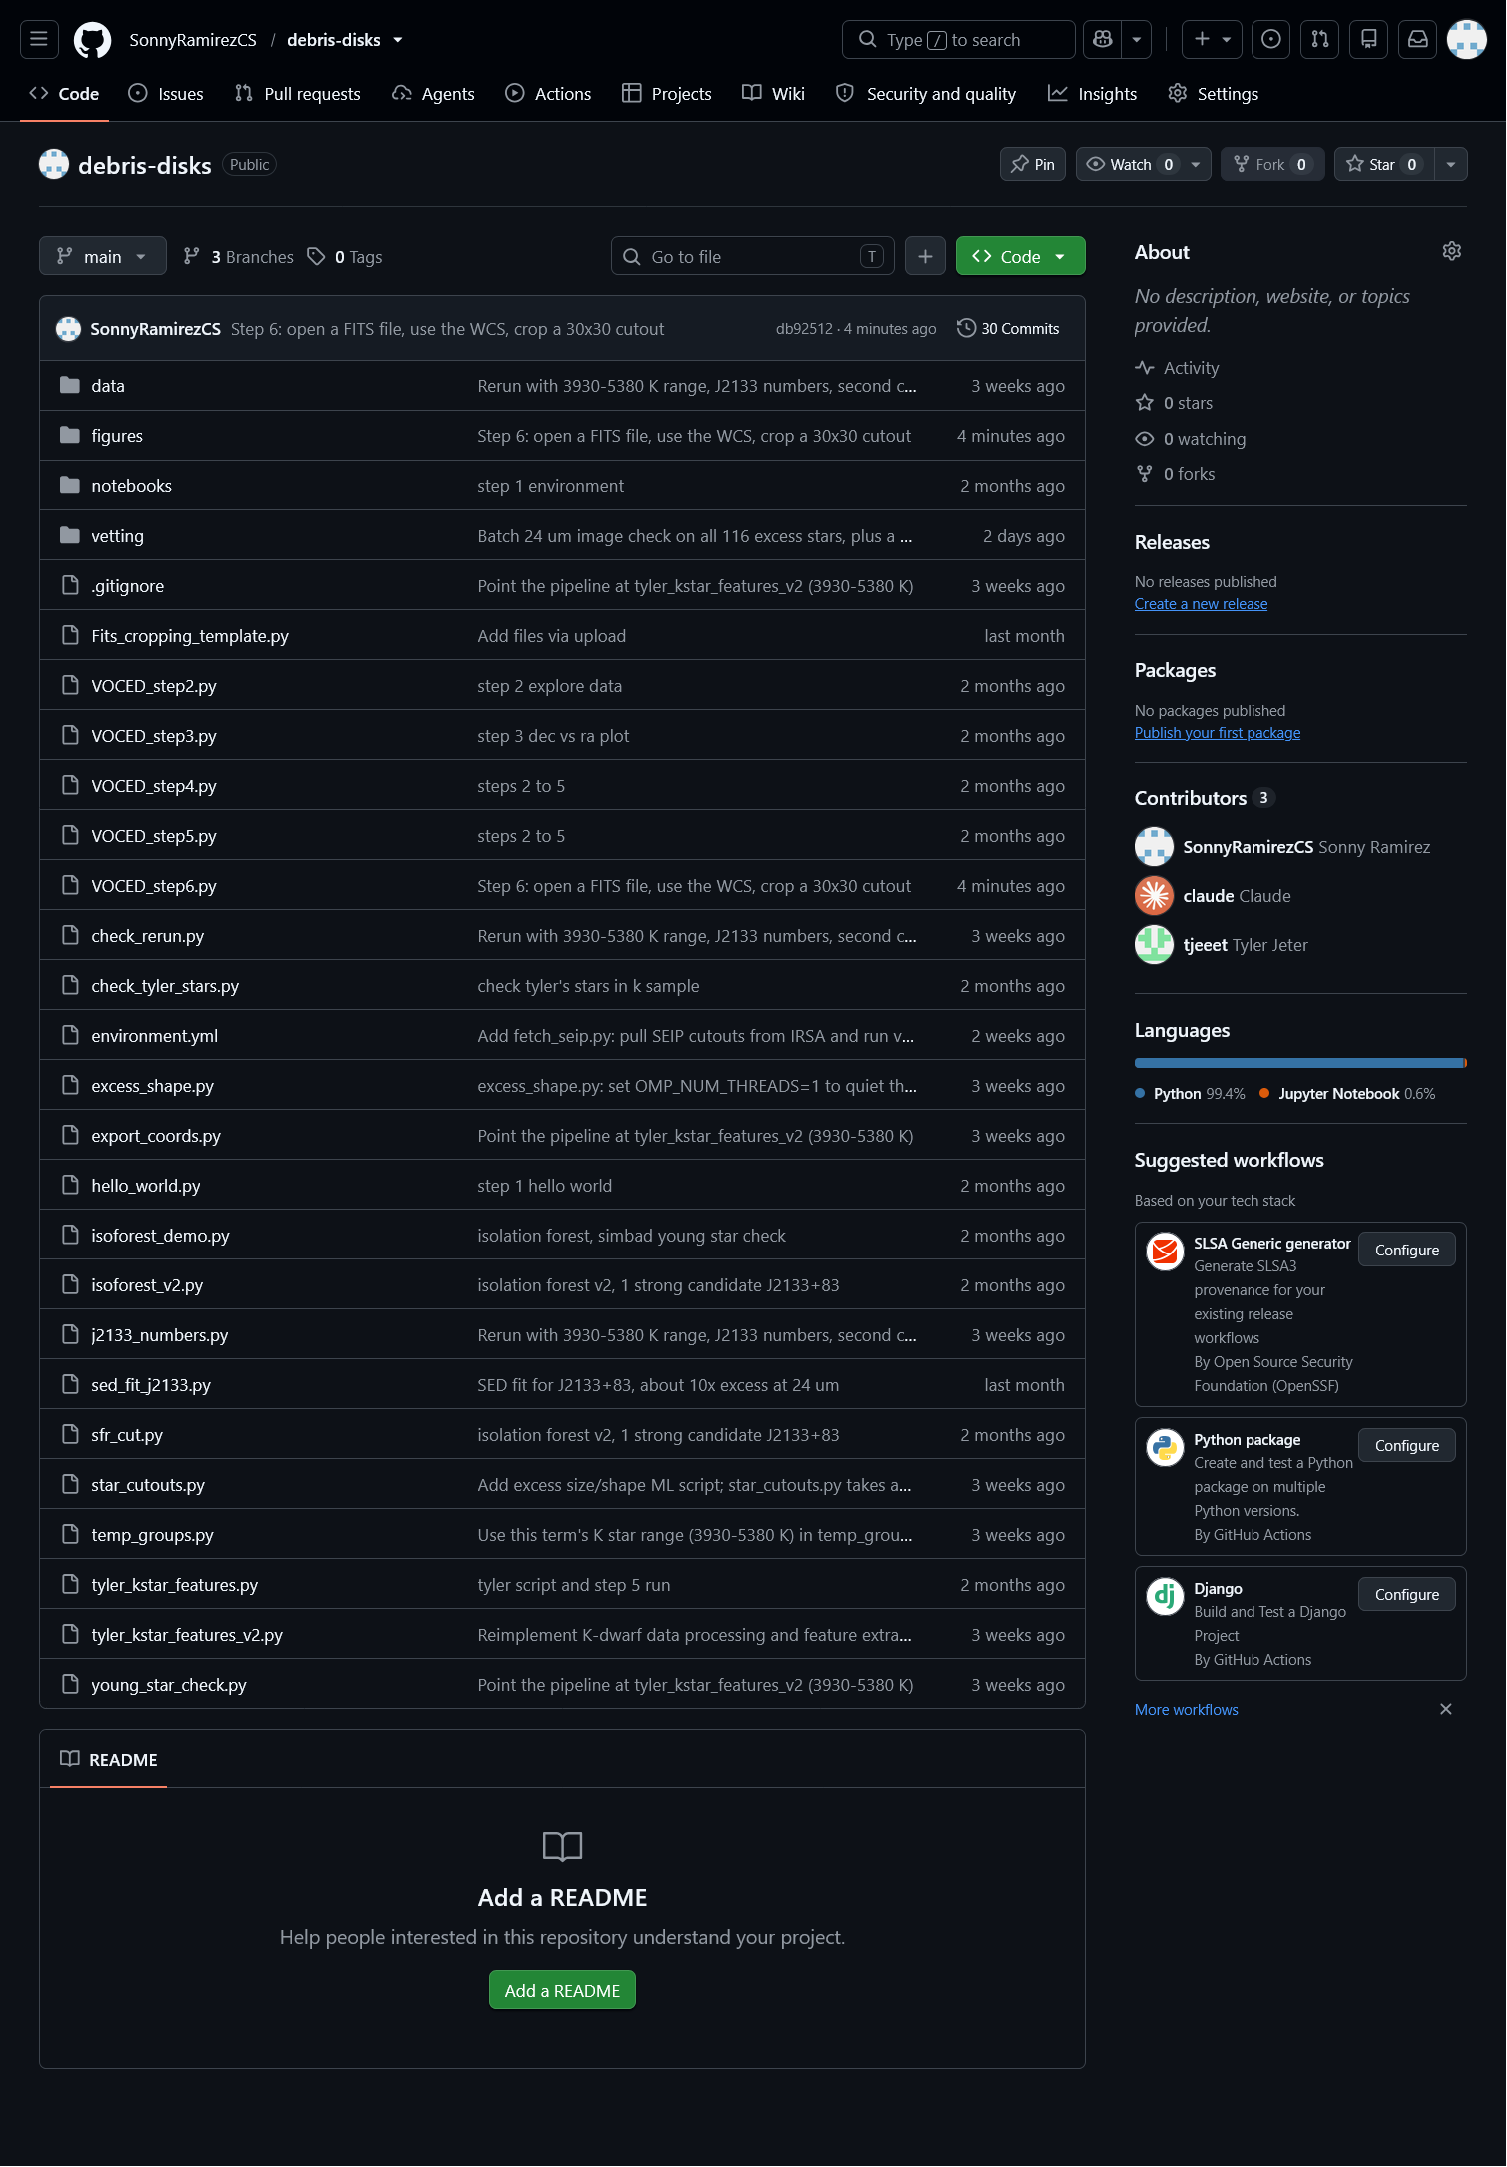 SonnyRamirezCS / debris-disks
Type / to search
Code
Issues
Pull requests
Agents
Actions
Projects
Wiki
Security and quality
Insights
Settings
debris-disks Public
Pin
Watch 0
Fork 0
Star 0
main
3 Branches
0 Tags
Go to file T
Code
SonnyRamirezCS Step 6: open a FITS file, use the WCS, crop a 30x30 cutout db92512 · 4 minutes ago 30 Commits
data Rerun with 3930-5380 K range, J2133 numbers, second c... 3 weeks ago
figures Step 6: open a FITS file, use the WCS, crop a 30x30 cutout 4 minutes ago
notebooks step 1 environment 2 months ago
vetting Batch 24 um image check on all 116 excess stars, plus a ... 2 days ago
.gitignore Point the pipeline at tyler_kstar_features_v2 (3930-5380 K) 3 weeks ago
Fits_cropping_template.py Add files via upload last month
VOCED_step2.py step 2 explore data 2 months ago
VOCED_step3.py step 3 dec vs ra plot 2 months ago
VOCED_step4.py steps 2 to 5 2 months ago
VOCED_step5.py steps 2 to 5 2 months ago
VOCED_step6.py Step 6: open a FITS file, use the WCS, crop a 30x30 cutout 4 minutes ago
check_rerun.py Rerun with 3930-5380 K range, J2133 numbers, second c... 3 weeks ago
check_tyler_stars.py check tyler's stars in k sample 2 months ago
environment.yml Add fetch_seip.py: pull SEIP cutouts from IRSA and run v... 2 weeks ago
excess_shape.py excess_shape.py: set OMP_NUM_THREADS=1 to quiet th... 3 weeks ago
export_coords.py Point the pipeline at tyler_kstar_features_v2 (3930-5380 K) 3 weeks ago
hello_world.py step 1 hello world 2 months ago
isoforest_demo.py isolation forest, simbad young star check 2 months ago
isoforest_v2.py isolation forest v2, 1 strong candidate J2133+83 2 months ago
j2133_numbers.py Rerun with 3930-5380 K range, J2133 numbers, second c... 3 weeks ago
sed_fit_j2133.py SED fit for J2133+83, about 10x excess at 24 um last month
sfr_cut.py isolation forest v2, 1 strong candidate J2133+83 2 months ago
star_cutouts.py Add excess size/shape ML script; star_cutouts.py takes a... 3 weeks ago
temp_groups.py Use this term's K star range (3930-5380 K) in temp_grou... 3 weeks ago
tyler_kstar_features.py tyler script and step 5 run 2 months ago
tyler_kstar_features_v2.py Reimplement K-dwarf data processing and feature extra... 3 weeks ago
young_star_check.py Point the pipeline at tyler_kstar_features_v2 (3930-5380 K) 3 weeks ago
README
Add a README
Help people interested in this repository understand your project.
Add a README
About
No description, website, or topics
provided.
Activity
0 stars
0 watching
0 forks
Releases
No releases published
Create a new release
Packages
No packages published
Publish your first package
Contributors 3
SonnyRamirezCS Sonny Ramirez
claude Claude
tjeeet Tyler Jeter
Languages
Python 99.4% Jupyter Notebook 0.6%
Suggested workflows
Based on your tech stack
SLSA Generic generator
Configure
Generate SLSA3
provenance for your
existing release
workflows
By Open Source Security
Foundation (OpenSSF)
Python package
Configure
Create and test a Python
package on multiple
Python versions.
By GitHub Actions
dj
Django
Configure
Build and Test a Django
Project
By GitHub Actions
More workflows